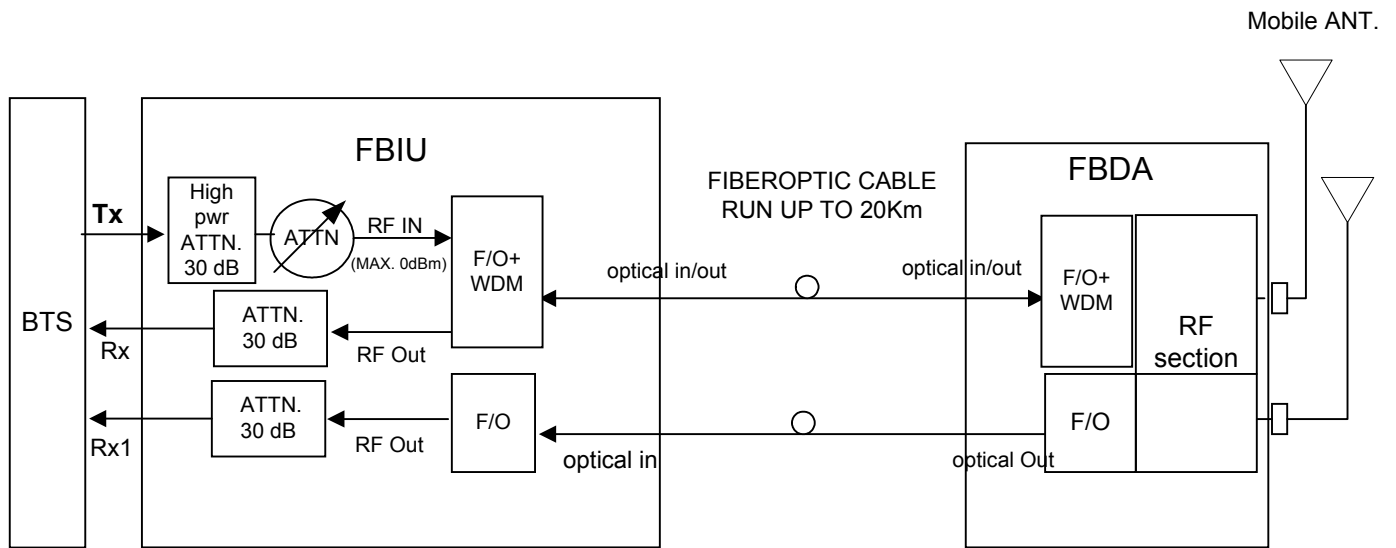 Mobile ANT.
FBIU
FBDA
FIBEROPTIC CABLE
RUN UP TO 20Km
High
pwr
ATTN.
30 dB
Tx
ATTN
RF IN
(MAX. 0dBm)
F/O+
WDM
optical in/out
optical in/out
F/O+
WDM
BTS
ATTN.
30 dB
Rx
RF Out
RF
section
ATTN.
30 dB
Rx1
RF Out
F/O
optical in
optical Out
F/O